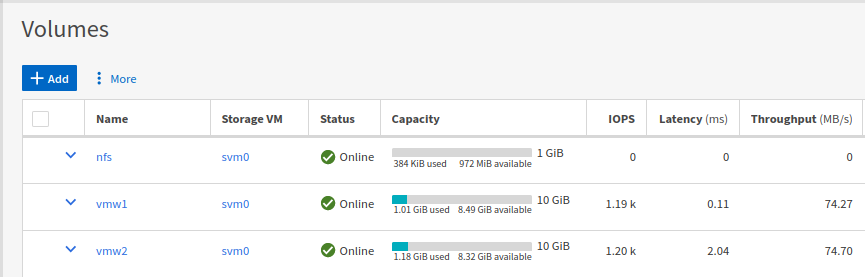 Volumes
+ Add More
Name Storage VM Status Capacity IOPS Latency (ms) Throughput (MB/s)
nfs svm0 Online 1 GiB 0 0 0
384 KiB used 972 MiB available
vmw1 svm0 Online 10 GiB 1.19 k 0.11 74.27
1.01 GiB used 8.49 GiB available
vmw2 svm0 Online 10 GiB 1.20 k 2.04 74.70
1.18 GiB used 8.32 GiB available